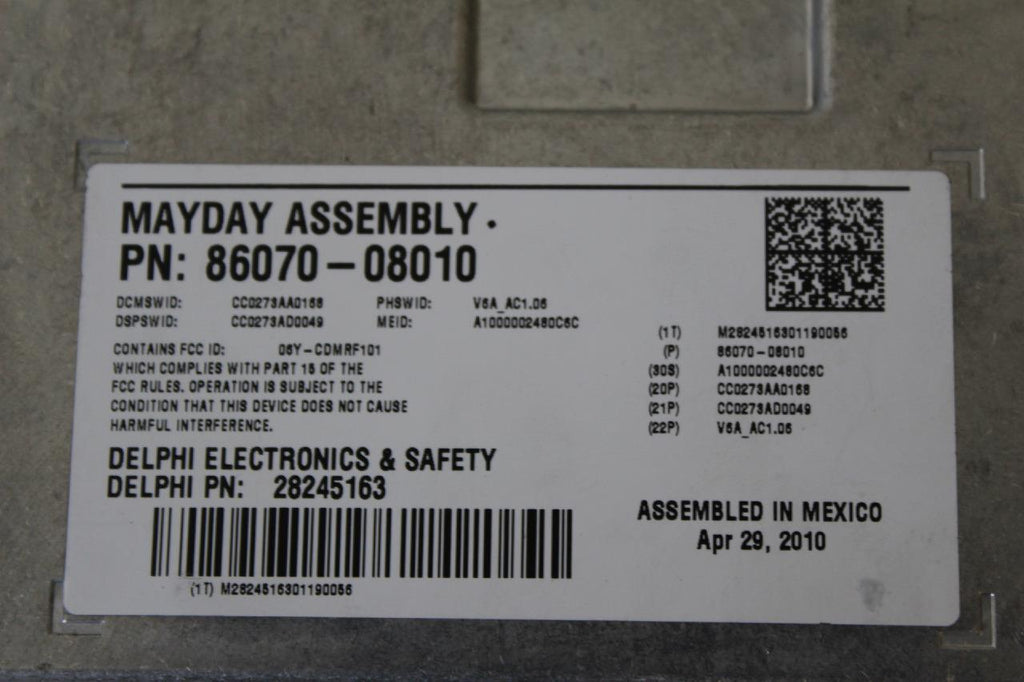 MAYDAY ASSEMBLY •
PN: 86070-08010
DCMSWID: CC0273AA0168 PHSWID: V6A_AC1.06
DSPSWID: CC0273AD0049 MEID: A1000002480C6C
CONTAINS FCC ID: O6Y-CDMRF101
WHICH COMPLIES WITH PART 15 OF THE
FCC RULES. OPERATION IS SUBJECT TO THE
CONDITION THAT THIS DEVICE DOES NOT CAUSE
HARMFUL INTERFERENCE.
DELPHI ELECTRONICS & SAFETY
DELPHI PN: 28245163
(1T) M2824516301190056
(1T) M2824516301190056
(P) 86070-08010
(30S) A1000002480C6C
(20P) CC0273AA0168
(21P) CC0273AD0049
(22P) V6A_AC1.06
ASSEMBLED IN MEXICO
Apr 29, 2010